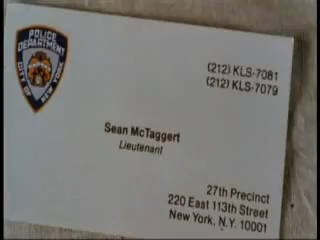 POLICE
DEPARTMENT
CITY OF
NEW YORK
(212) KLS-7081
(212) KLS-7079
Sean McTaggert
Lieutenant
27th Precinct
220 East 113th Street
New York, N.Y. 10001